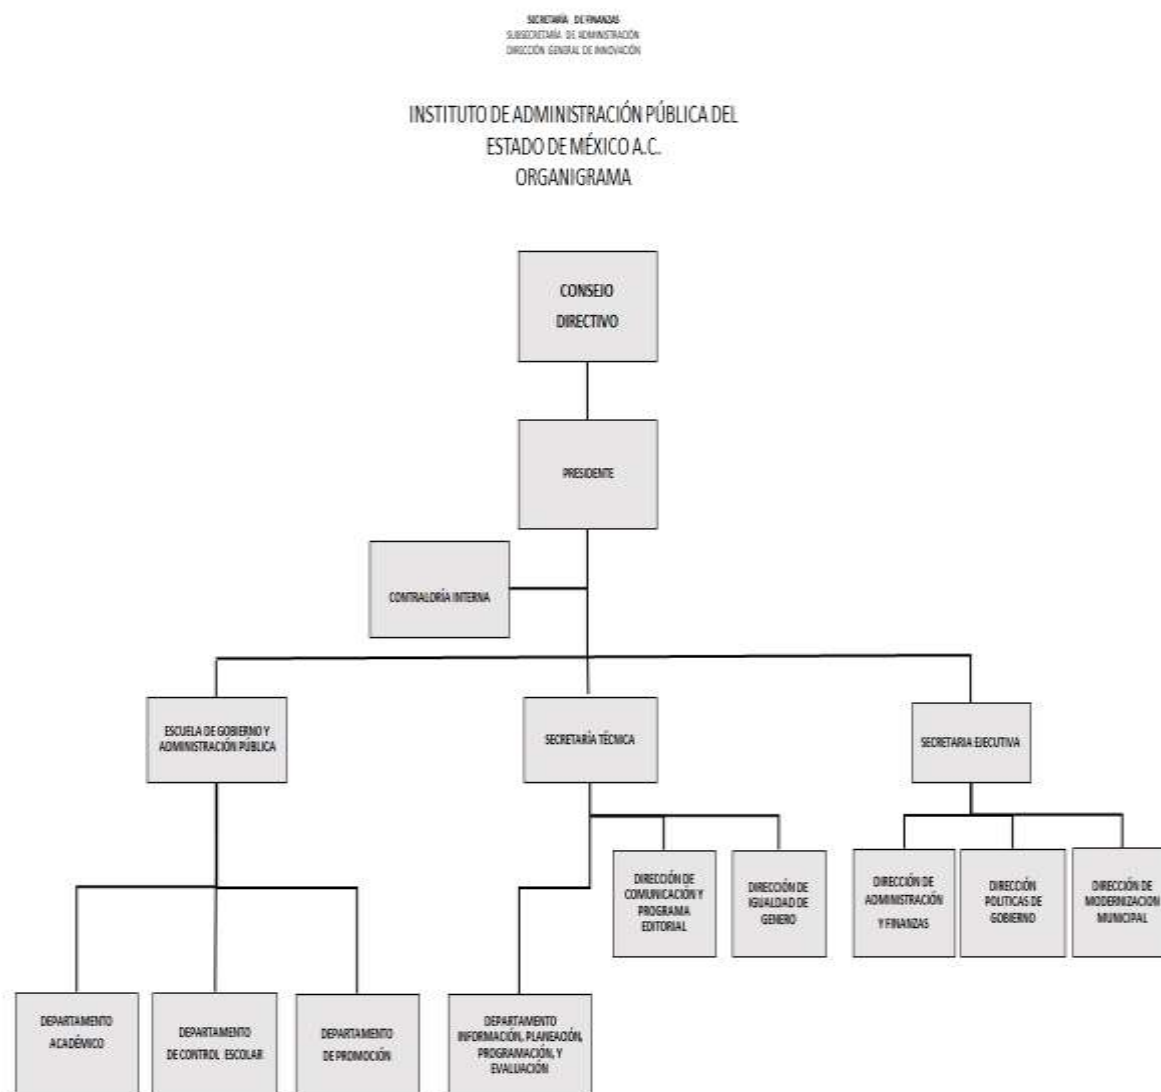 SECRETARÍA DE FINANZAS
SUBSECRETARÍA DE ADMINISTRACIÓN
DIRECCIÓN GENERAL DE INNOVACIÓN
INSTITUTO DE ADMINISTRACIÓN PÚBLICA DEL
ESTADO DE MÉXICO A.C.
ORGANIGRAMA
CONSEJO
DIRECTIVO
PRESIDENTE
CONTRALORÍA INTERNA
ESCUELA DE GOBIERNO Y
ADMINISTRACIÓN PÚBLICA
SECRETARÍA TÉCNICA
SECRETARIA EJECUTIVA
DIRECCIÓN DE
COMUNICACIÓN Y
PROGRAMA
EDITORIAL
DIRECCIÓN DE
IGUALDAD DE
GENERO
DIRECCIÓN DE
ADMINISTRACIÓN
Y FINANZAS
DIRECCIÓN
POLITICAS DE
GOBIERNO
DIRECCIÓN DE
MODERNIZACION
MUNICIPAL
DEPARTAMENTO
ACADÉMICO
DEPARTAMENTO
DE CONTROL ESCOLAR
DEPARTAMENTO
DE PROMOCIÓN
DEPARTAMENTO
INFORMACIÓN, PLANEACIÓN,
PROGRAMACIÓN, Y
EVALUACIÓN